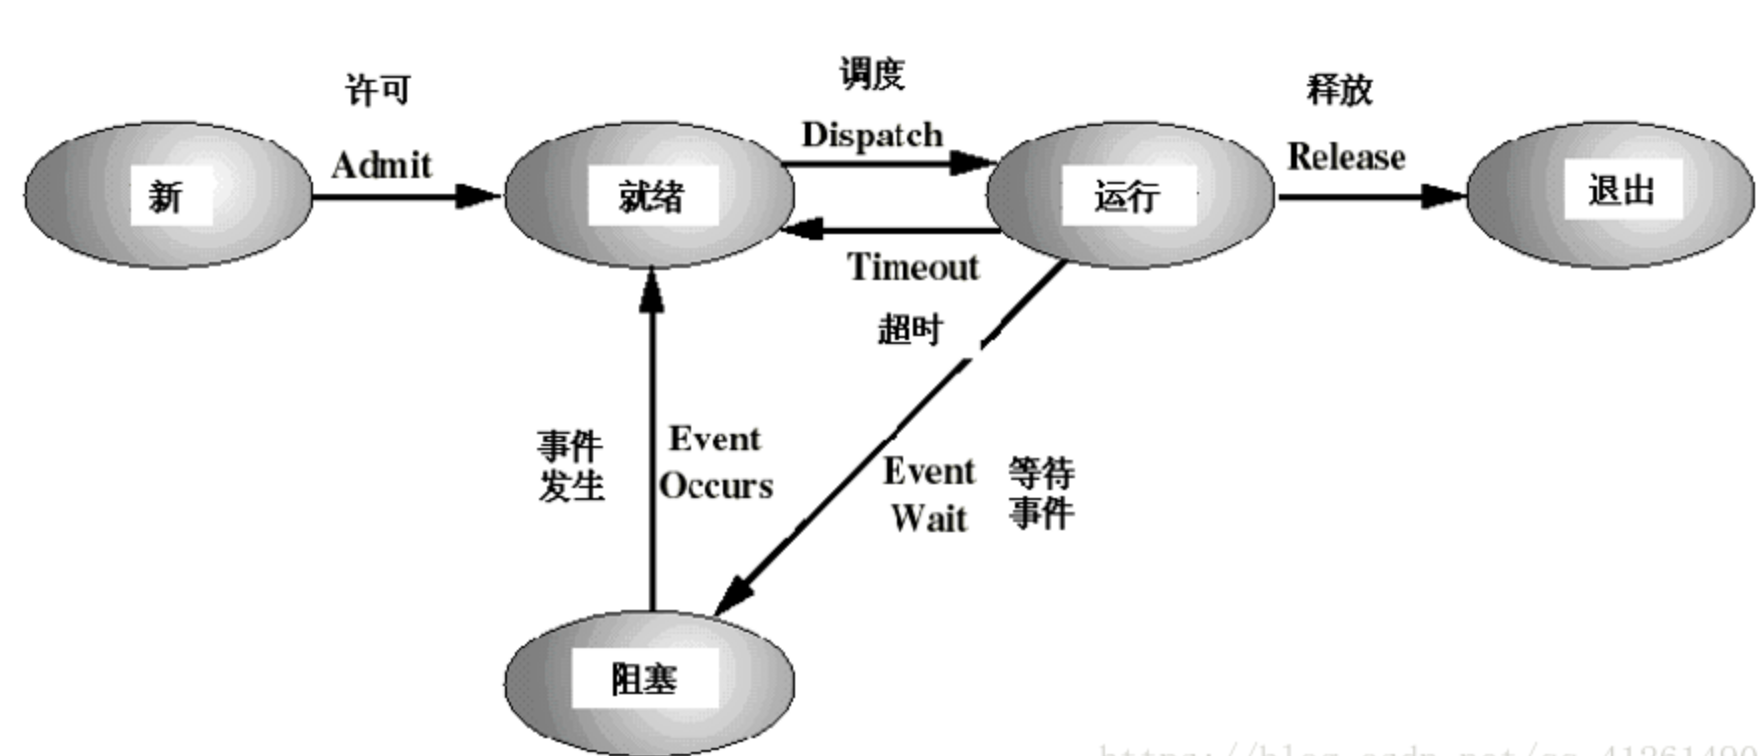 许可
Admit
调度
Dispatch
释放
Release
新
就绪
运行
退出
Timeout
超时
事件
发生
Event
Occurs
Event
Wait
等待
事件
阻塞